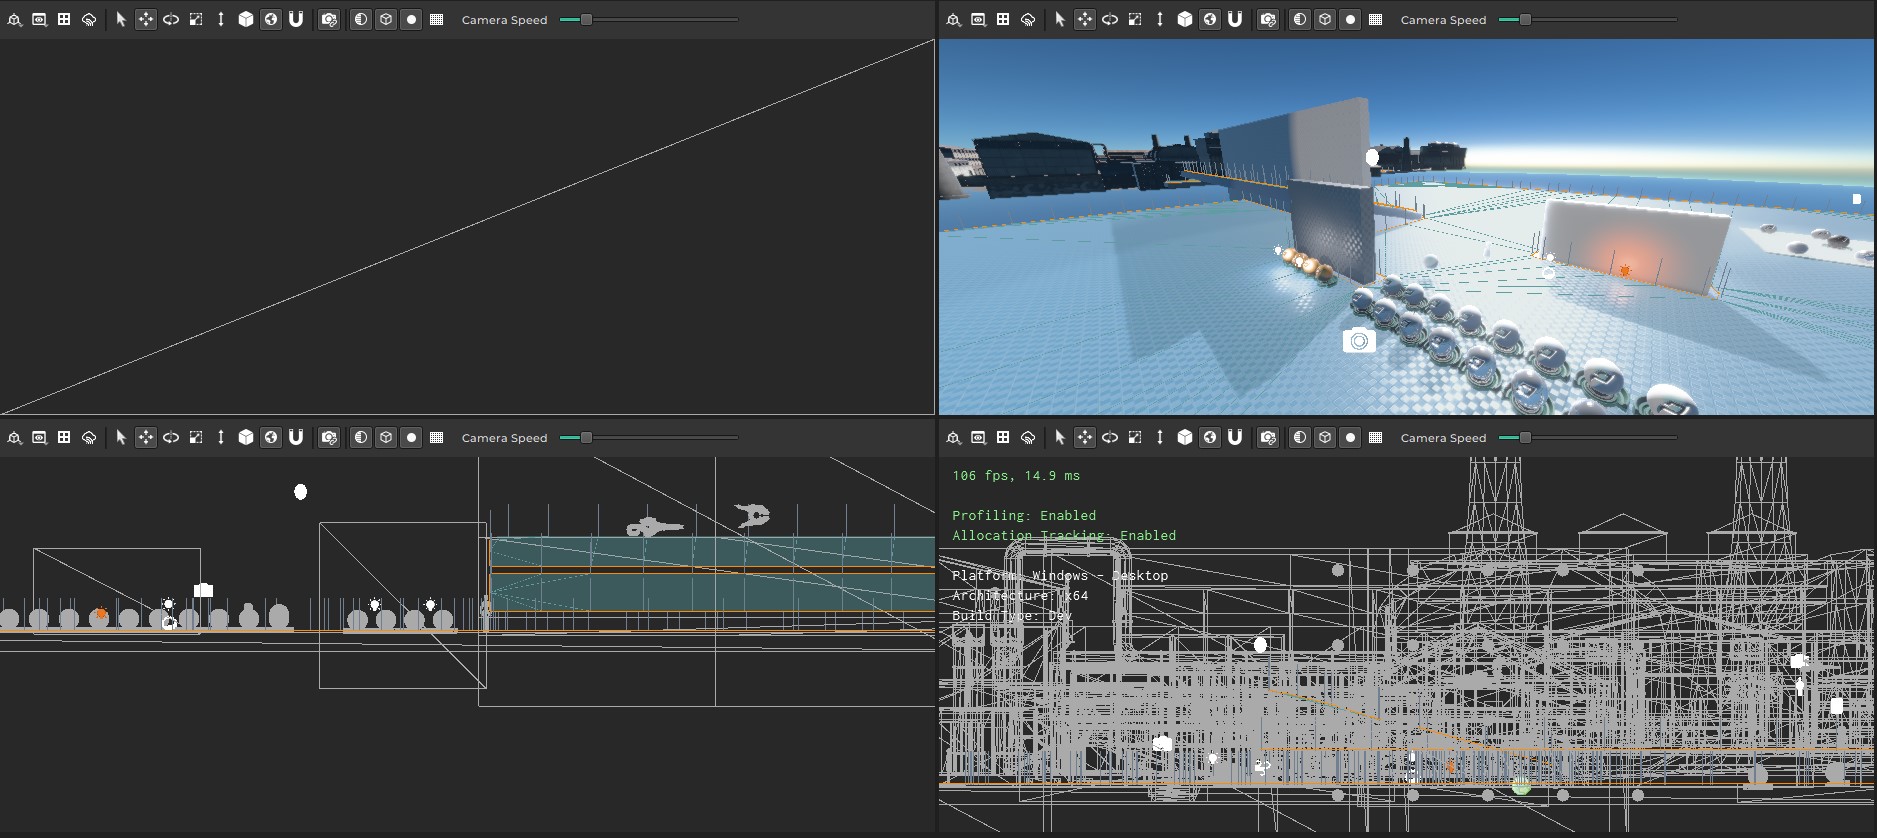 Camera Speed
Camera Speed
Camera Speed
Camera Speed
106 fps, 14.9 ms
Profiling: Enabled
Allocation Tracking: Enabled
Platform: Windows - Desktop
Architecture: x64
Build Type: Dev